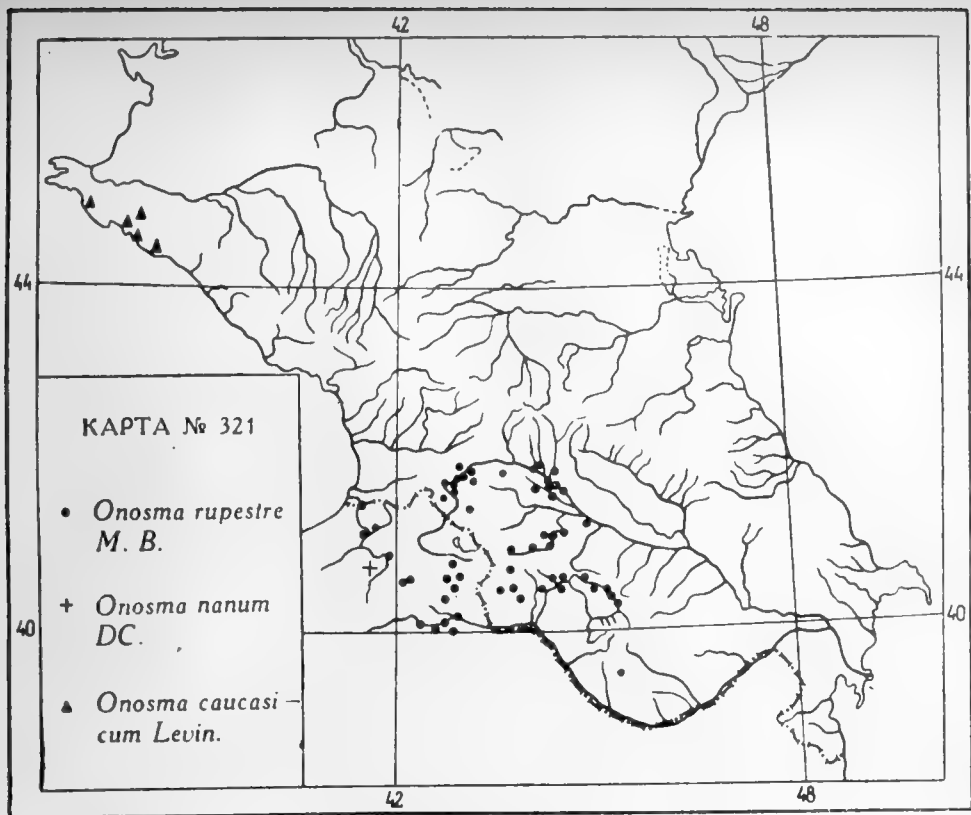 42 48
44 44
КАРТА № 321
Onosma rupestre
M. B.
Onosma nanum
DC.
Onosma caucasi-
cum Levin.
40 40
42 48